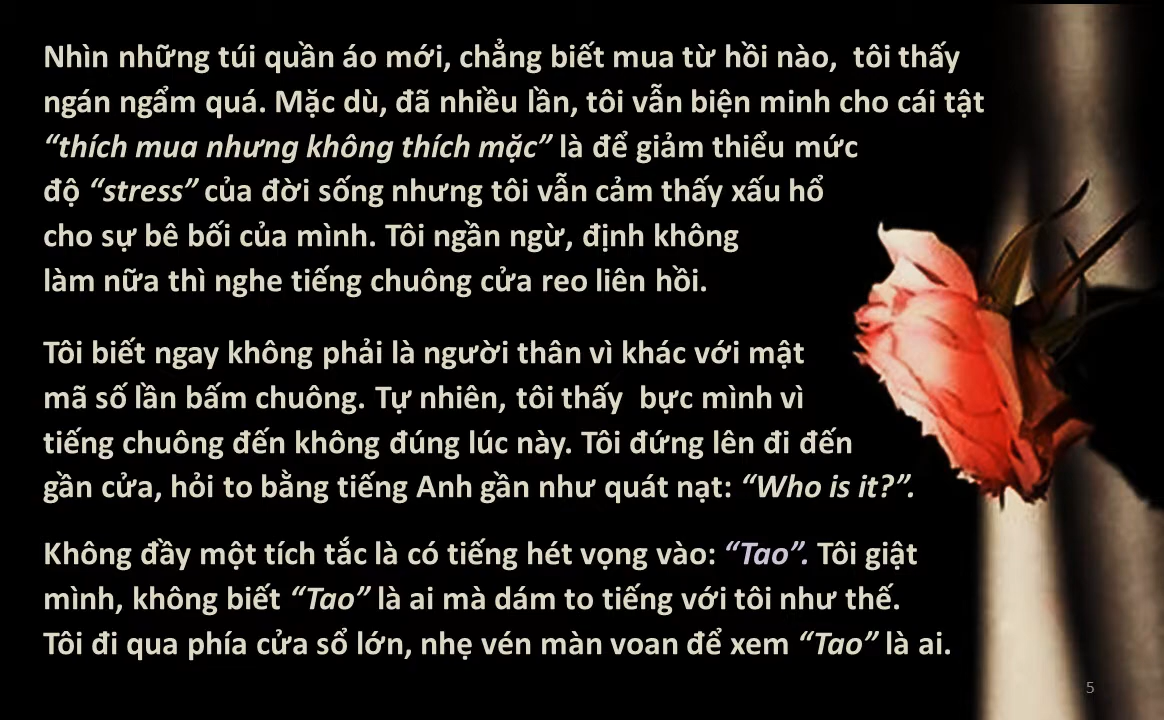 Nhìn những túi quần áo mới, chẳng biết mua từ hồi nào,  tôi thấy
ngán ngẩm quá. Mặc dù, đã nhiều lần, tôi vẫn biện minh cho cái tật
“thích mua nhưng không thích mặc” là để giảm thiểu mức
độ “stress” của đời sống nhưng tôi vẫn cảm thấy xấu hổ
cho sự bê bối của mình. Tôi ngần ngừ, định không
làm nữa thì nghe tiếng chuông cửa reo liên hồi.
Tôi biết ngay không phải là người thân vì khác với mật
mã số lần bấm chuông. Tự nhiên, tôi thấy  bực mình vì
tiếng chuông đến không đúng lúc này. Tôi đứng lên đi đến
gần cửa, hỏi to bằng tiếng Anh gần như quát nạt: “Who is it?”.
Không đầy một tích tắc là có tiếng hét vọng vào: “Tao”. Tôi giật
mình, không biết “Tao” là ai mà dám to tiếng với tôi như thế.
Tôi đi qua phía cửa sổ lớn, nhẹ vén màn voan để xem “Tao” là ai.
5